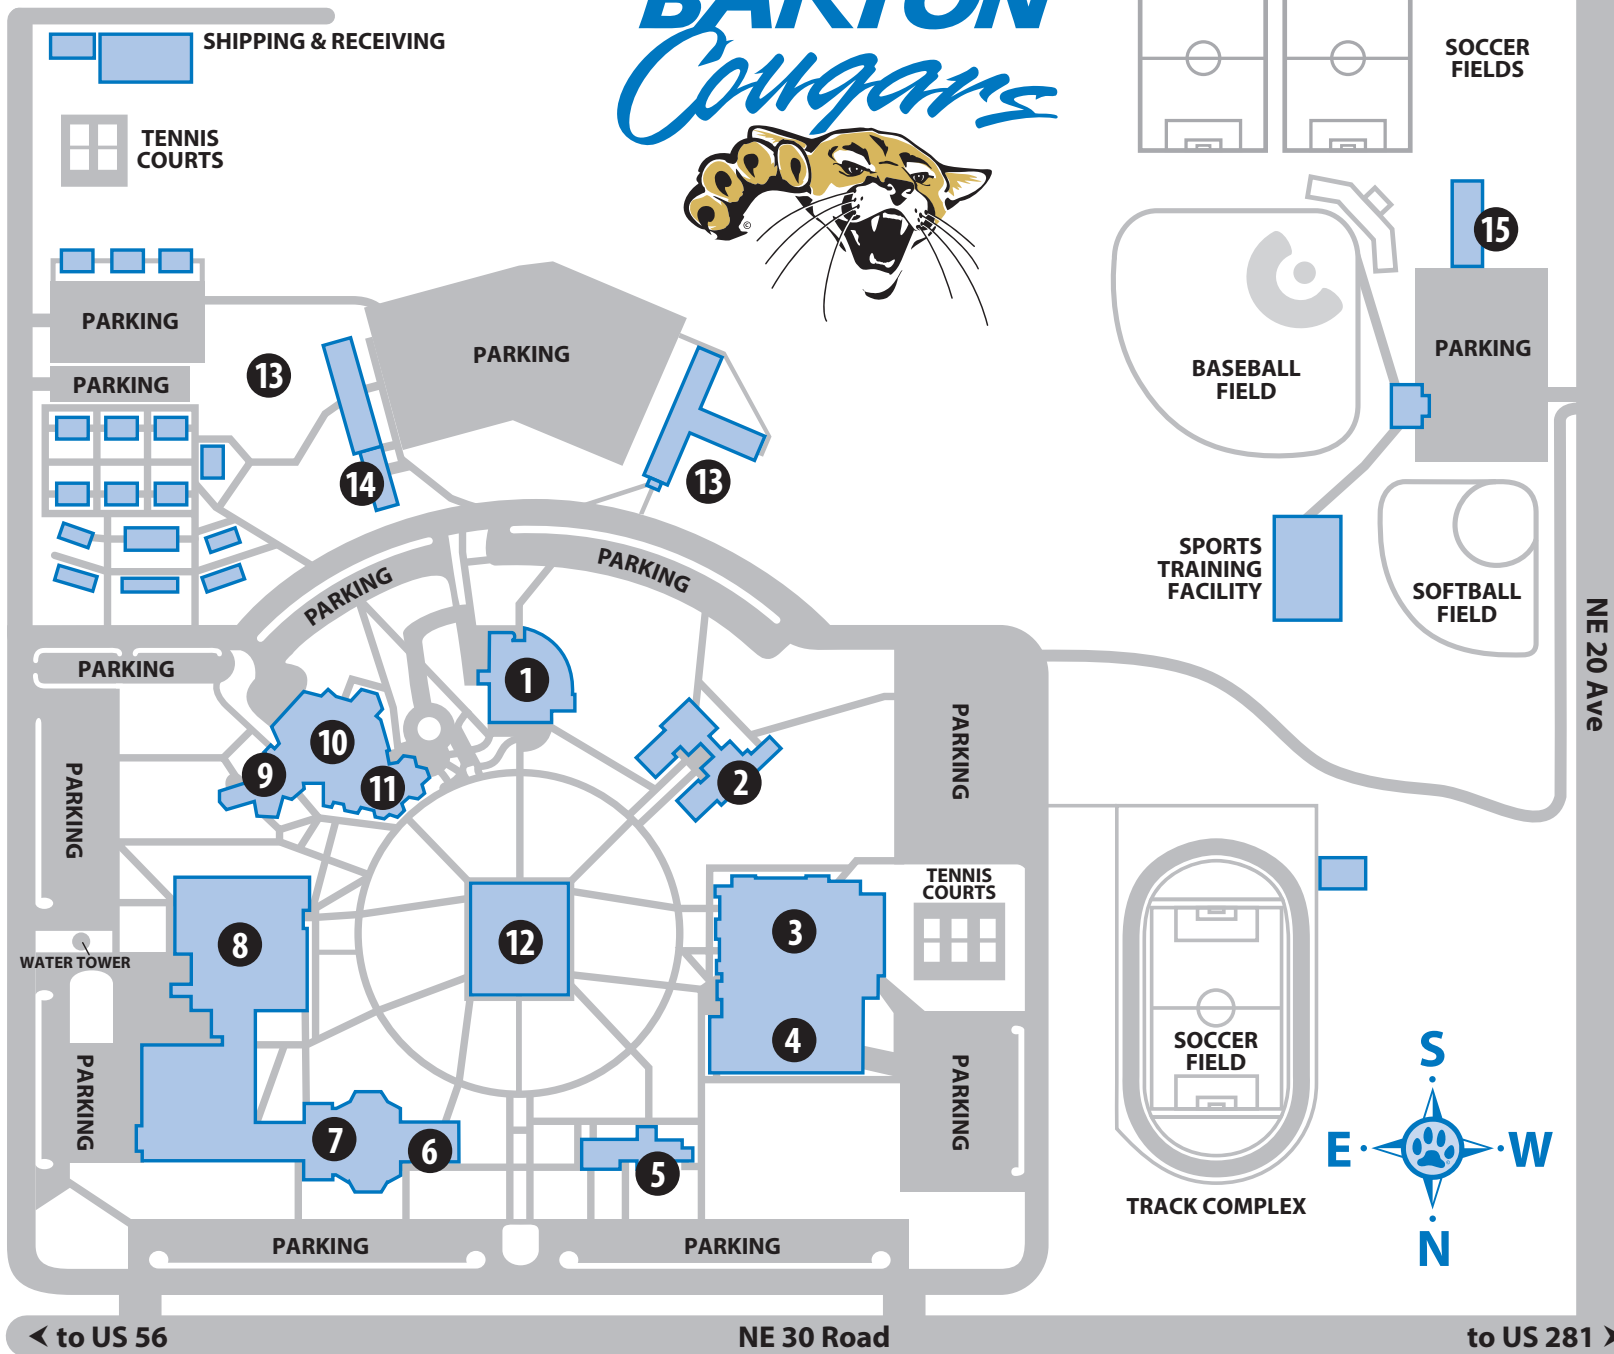 BARTON
Cougars
©
SHIPPING & RECEIVING
SOCCER
FIELDS
TENNIS
COURTS
15
PARKING
PARKING
PARKING
BASEBALL
FIELD
PARKING
13
PARKING
14
13
SPORTS
TRAINING
FACILITY
SOFTBALL
FIELD
PARKING
PARKING
NE 20 Ave
PARKING
1
10
9
11
2
PARKING
PARKING
TENNIS
COURTS
8
12
3
WATER TOWER
4
SOCCER
FIELD
PARKING
PARKING
7
6
5
S
E
W
N
TRACK COMPLEX
PARKING
PARKING
to US 56
NE 30 Road
to US 281